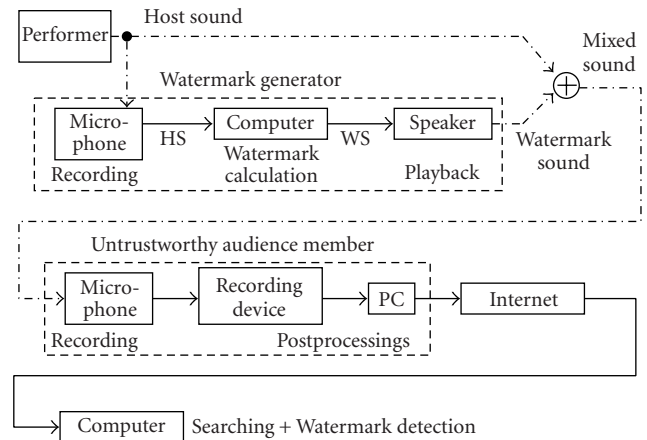 Host sound
Performer
Mixed
sound
Watermark generator
Micro-
phone
HS
Computer
WS
Speaker
Watermark
calculation
Watermark
sound
Recording
Playback
Untrustworthy audience member
Micro-
phone
Recording
device
PC
Internet
Recording
Postprocessings
Computer
Searching + Watermark detection